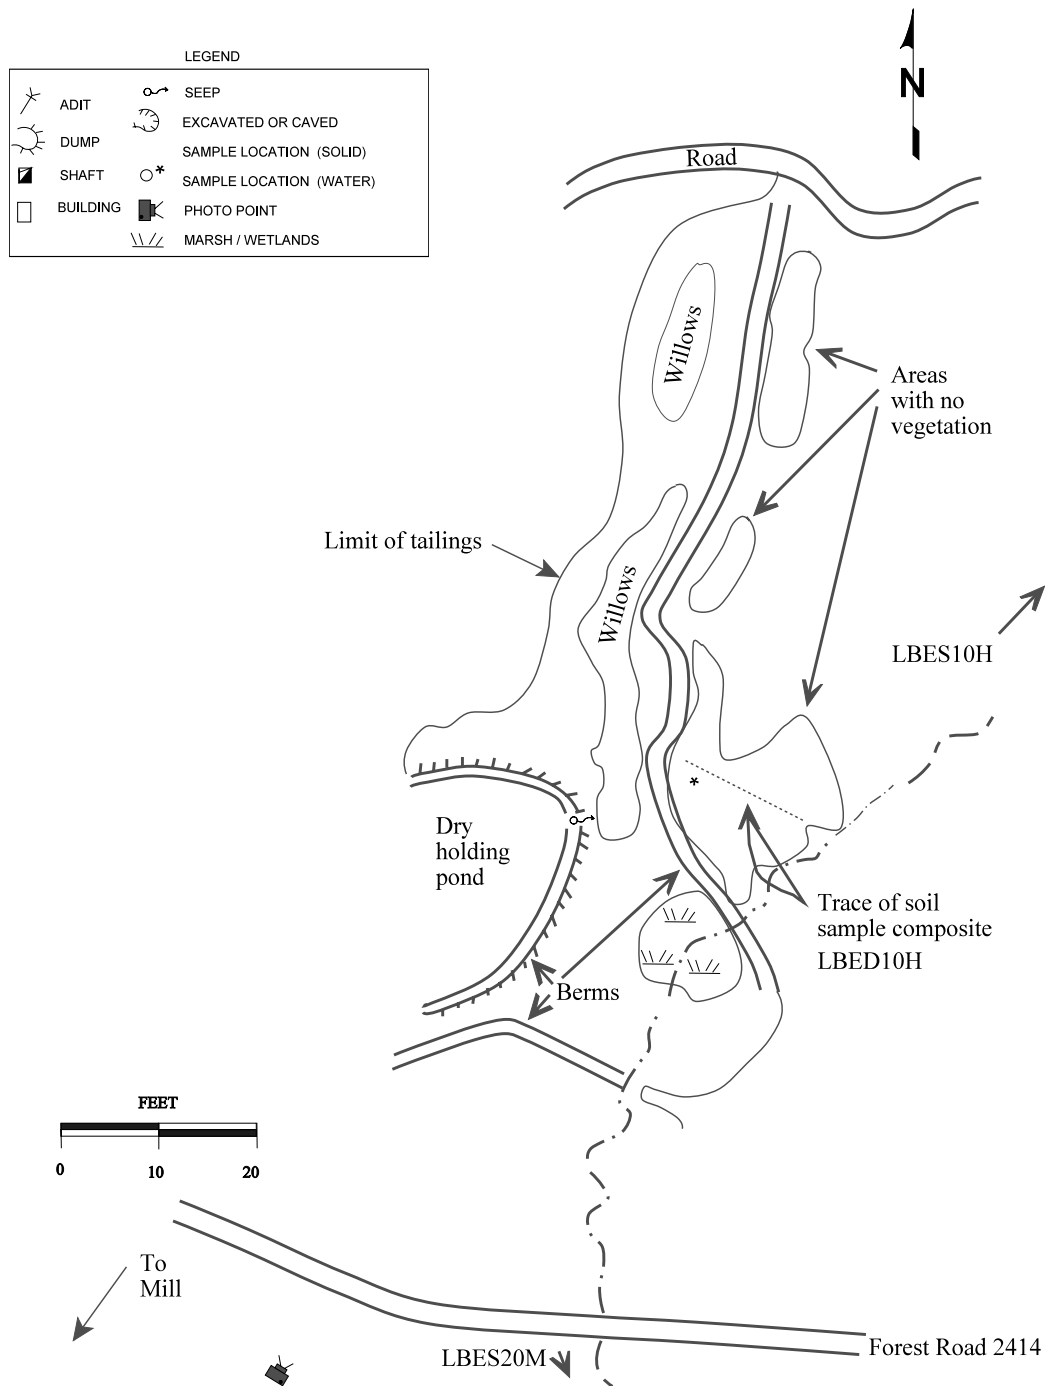 LEGEND
ADIT
SEEP
EXCAVATED OR CAVED
DUMP
SAMPLE LOCATION (SOLID)
SHAFT
SAMPLE LOCATION (WATER)
BUILDING
PHOTO POINT
MARSH / WETLANDS
N
Road
Willows
Areas
with no
vegetation
Limit of tailings
Willows
LBES10H
Dry
holding
pond
Trace of soil
sample composite
LBED10H
Berms
FEET
0 10 20
To
Mill
Forest Road 2414
LBES20M